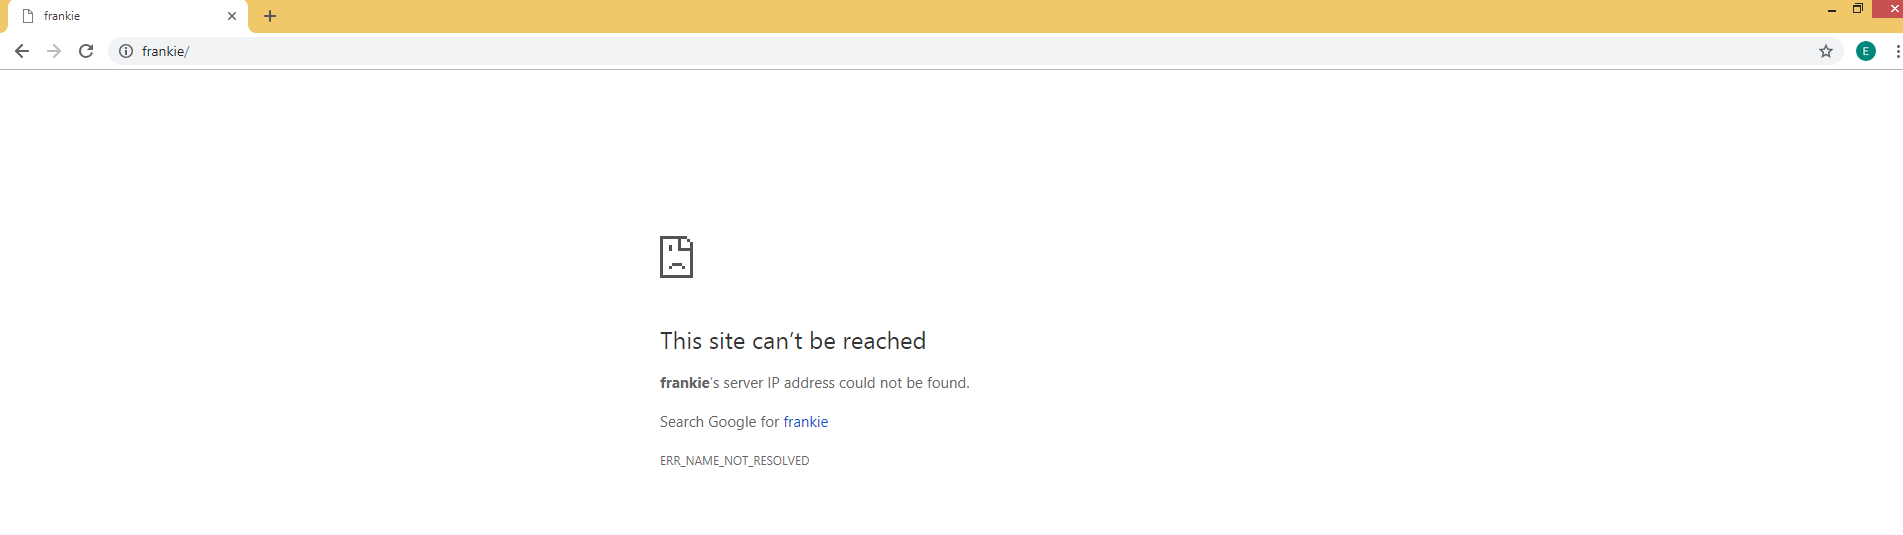 frankie
frankie/
E
This site can’t be reached
frankie’s server IP address could not be found.
Search Google for frankie
ERR_NAME_NOT_RESOLVED